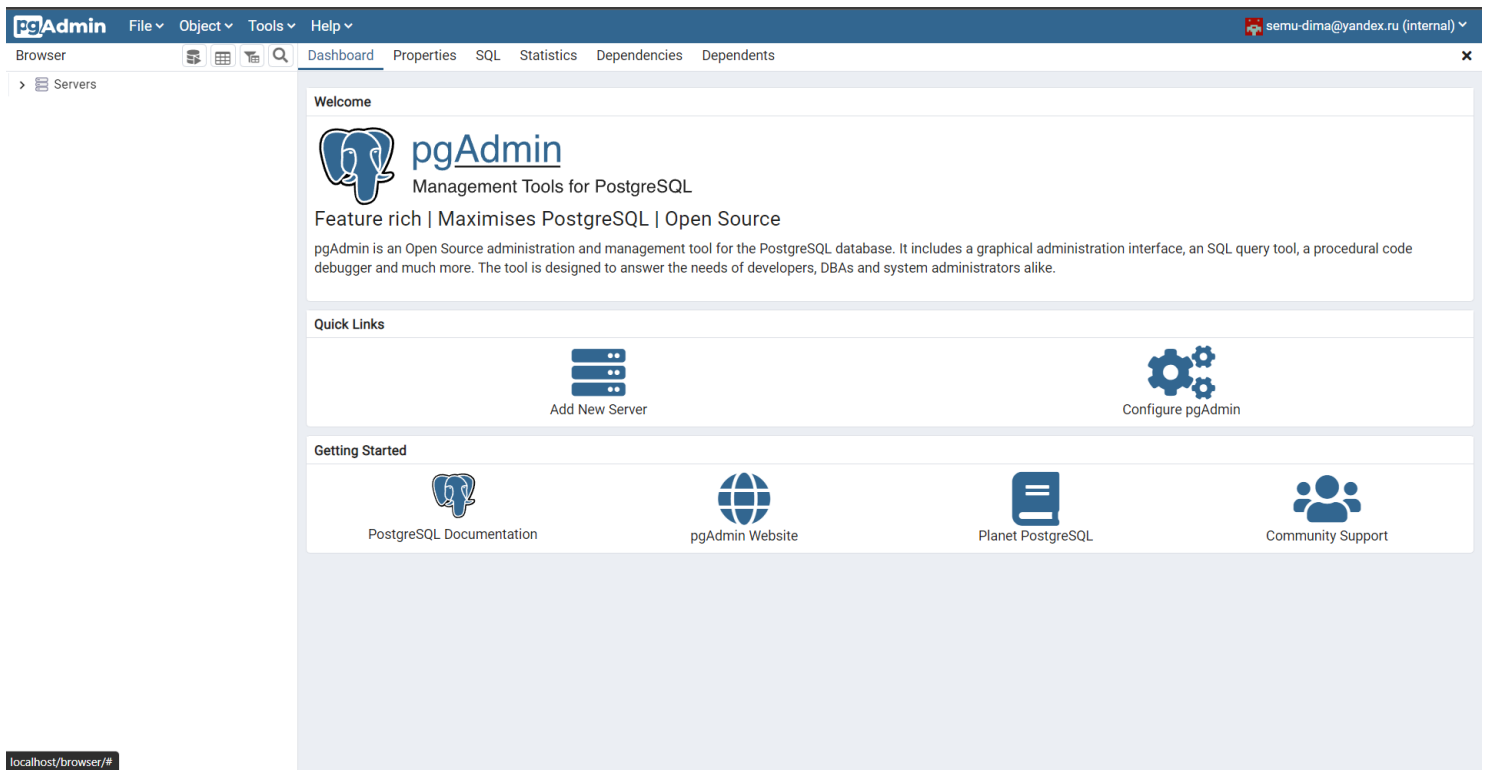 pgAdmin File Object Tools Help semu-dima@yandex.ru (internal)
Browser Dashboard Properties SQL Statistics Dependencies Dependents
Servers
Welcome
pgAdmin
Management Tools for PostgreSQL
Feature rich | Maximises PostgreSQL | Open Source
pgAdmin is an Open Source administration and management tool for the PostgreSQL database. It includes a graphical administration interface, an SQL query tool, a procedural code
debugger and much more. The tool is designed to answer the needs of developers, DBAs and system administrators alike.
Quick Links
Add New Server Configure pgAdmin
Getting Started
PostgreSQL Documentation pgAdmin Website Planet PostgreSQL Community Support
localhost/browser/#